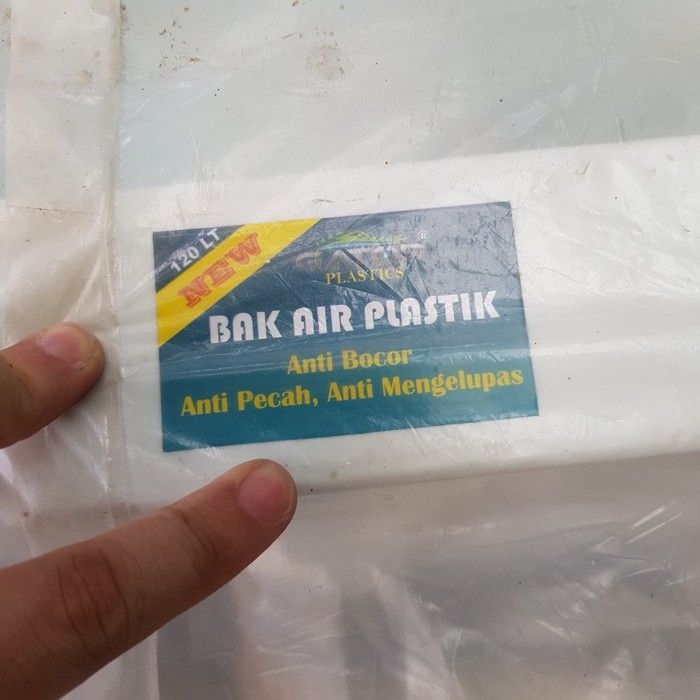 120 LT
NEW
PLASTICS
BAK AIR PLASTIK
Anti Bocor
Anti Pecah, Anti Mengelupas